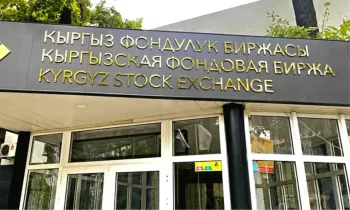 КЫРГЫЗ ФОНДУЛУК БИРЖАСЫ
КЫРГЫЗСКАЯ ФОНДОВАЯ БИРЖА
KYRGYZ STOCK EXCHANGE